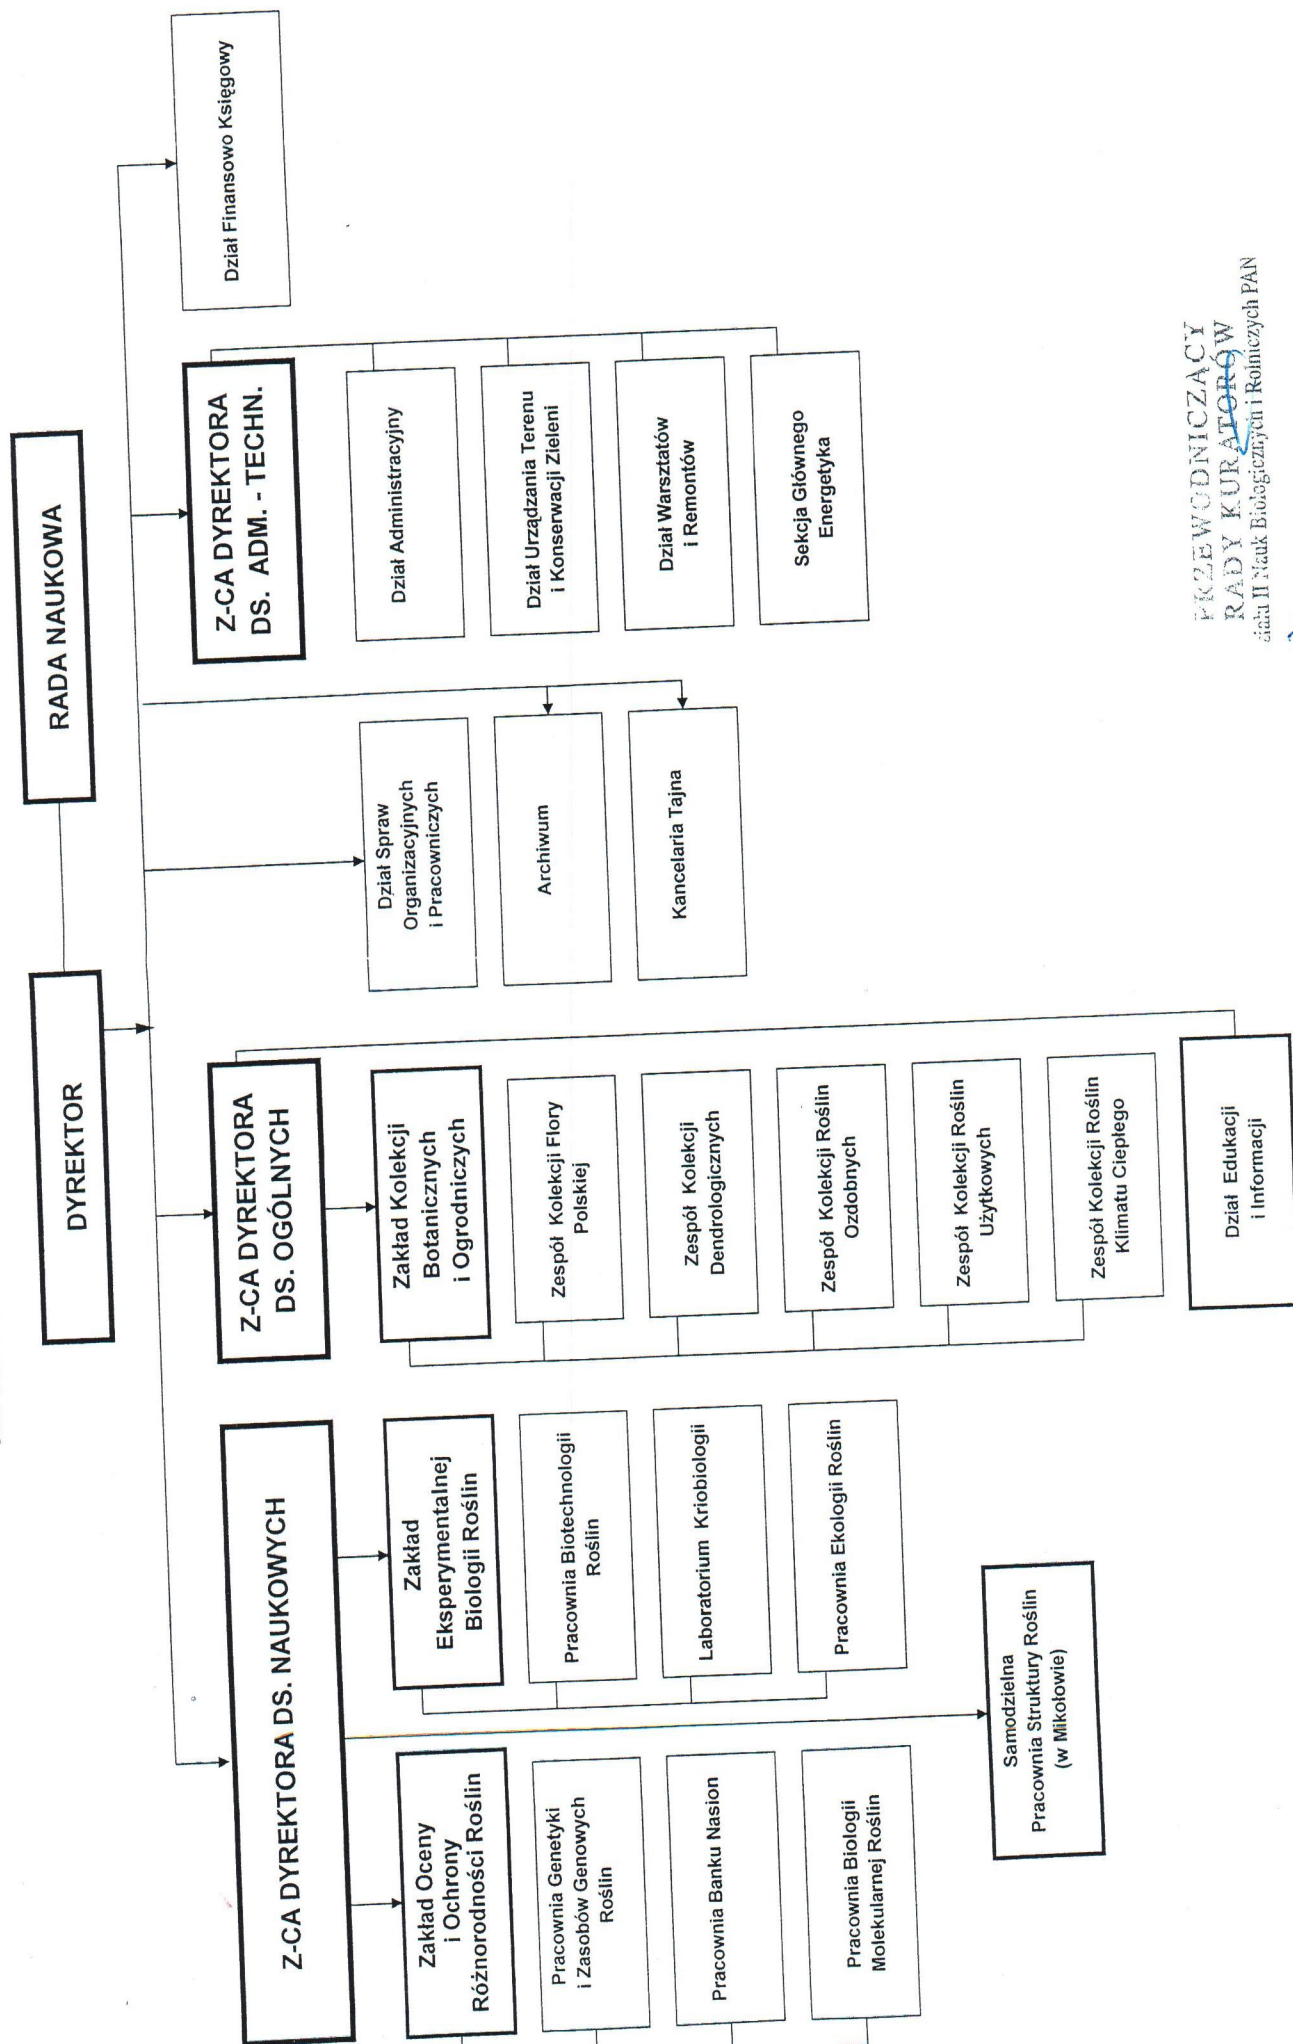 RADA NAUKOWA
DYREKTOR
Dział Finansowo Księgowy
Z-CA DYREKTORA
DS. ADM. - TECHN.
Dział Administracyjny
Dział Urządzania Terenu
i Konserwacji Zieleni
Dział Warsztatów
i Remontów
Sekcja Głównego
Energetyka
Dział Spraw
Organizacyjnych
i Pracowniczych
Archiwum
Kancelaria Tajna
Z-CA DYREKTORA
DS. OGÓLNYCH
Zakład Kolekcji
Botanicznych
i Ogrodniczych
Zespół Kolekcji Flory
Polskiej
Zespół Kolekcji
Dendrologicznych
Zespół Kolekcji Roślin
Ozdobnych
Zespół Kolekcji Roślin
Użytkowych
Zespół Kolekcji Roślin
Klimatu Ciepłego
Dział Edukacji
i Informacji
Z-CA DYREKTORA DS. NAUKOWYCH
Zakład
Eksperymentalnej
Biologii Roślin
Pracownia Biotechnologii
Roślin
Laboratorium Kriobiologii
Pracownia Ekologii Roślin
Zakład Oceny
i Ochrony
Różnorodności Roślin
Pracownia Genetyki
i Zasobów Genowych
Roślin
Pracownia Banku Nasion
Pracownia Biologii
Molekularnej Roślin
Samodzielna
Pracownia Struktury Roślin
(w Mikołowie)
PRZEWODNICZĄCY
RADY KURATORÓW
II Nauk Biologicznych i Rolniczych PAN